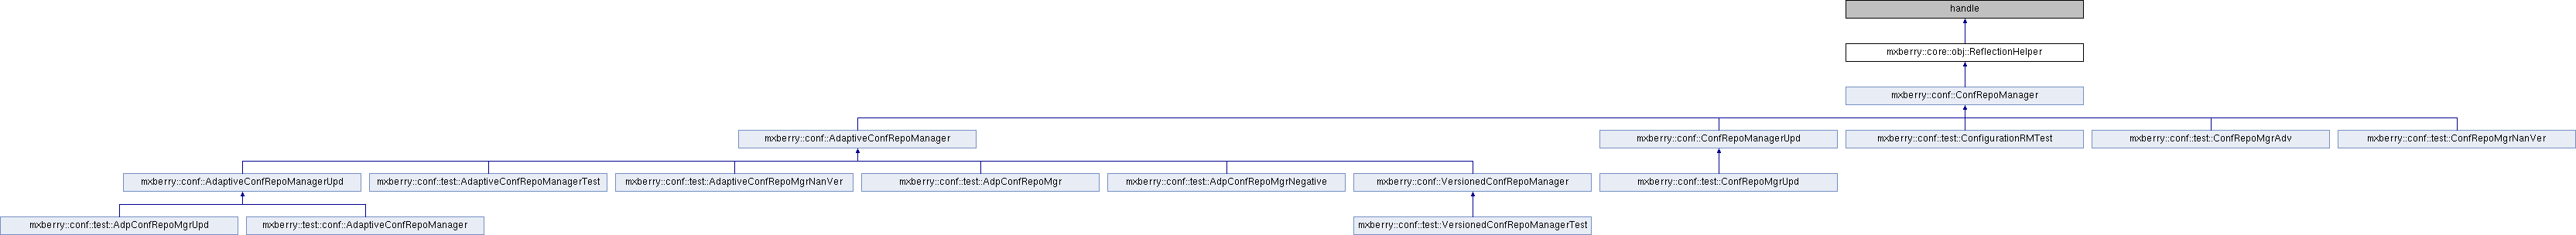 handle
mxberry::core::obj::ReflectionHelper
mxberry::conf::ConfRepoManager
mxberry::conf::AdaptiveConfRepoManager
mxberry::conf::ConfRepoManagerUpd
mxberry::conf::test::ConfigurationRMTest
mxberry::conf::test::ConfRepoMgrAdv
mxberry::conf::test::ConfRepoMgrNanVer
mxberry::conf::AdaptiveConfRepoManagerUpd
mxberry::conf::test::AdaptiveConfRepoManagerTest
mxberry::conf::test::AdaptiveConfRepoMgrNanVer
mxberry::conf::test::AdpConfRepoMgr
mxberry::conf::test::AdpConfRepoMgrNegative
mxberry::conf::VersionedConfRepoManager
mxberry::conf::test::ConfRepoMgrUpd
mxberry::conf::test::AdpConfRepoMgrUpd
mxberry::test::conf::AdaptiveConfRepoManager
mxberry::conf::test::VersionedConfRepoManagerTest